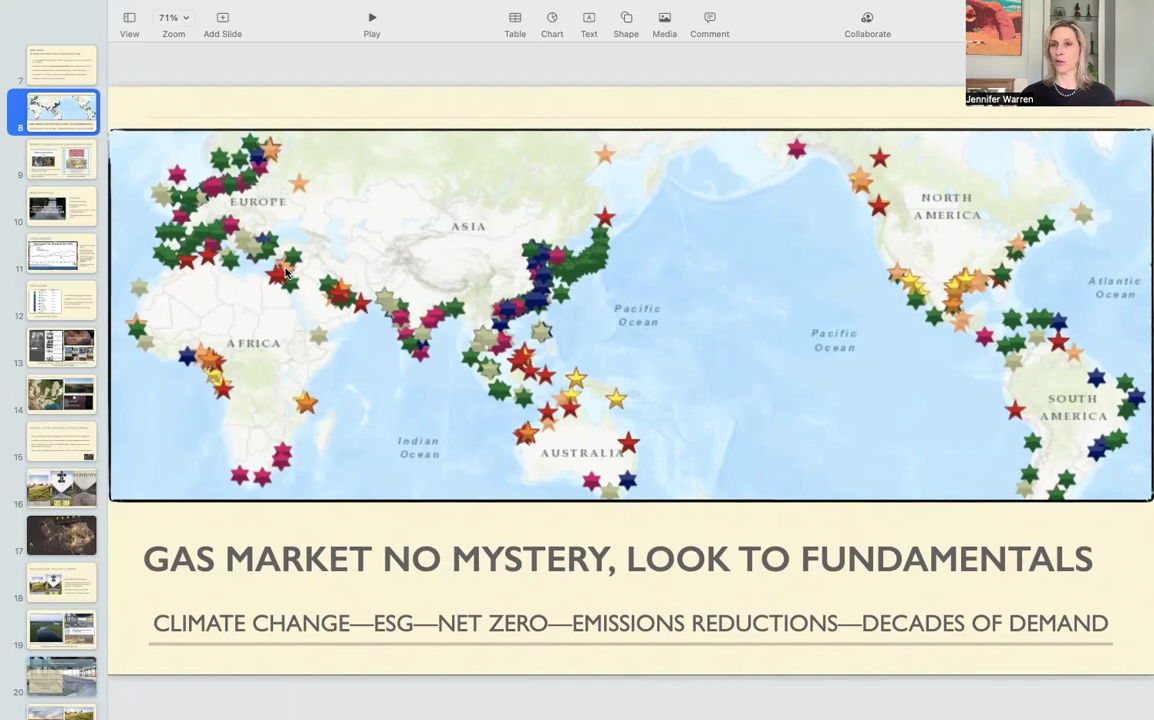 71%
View
Zoom
Add Slide
Play
Table
Chart
Text
Shape
Media
Comment
Collaborate
Jennifer Warren
7
8
9
10
11
12
13
14
15
16
17
18
19
20
EUROPE
ASIA
AFRICA
NORTH
AMERICA
Atlantic
Ocean
Pacific
Ocean
Pacific
Ocean
SOUTH
AMERICA
Indian
Ocean
AUSTRALIA
GAS MARKET NO MYSTERY, LOOK TO FUNDAMENTALS
CLIMATE CHANGE—ESG—NET ZERO—EMISSIONS REDUCTIONS—DECADES OF DEMAND